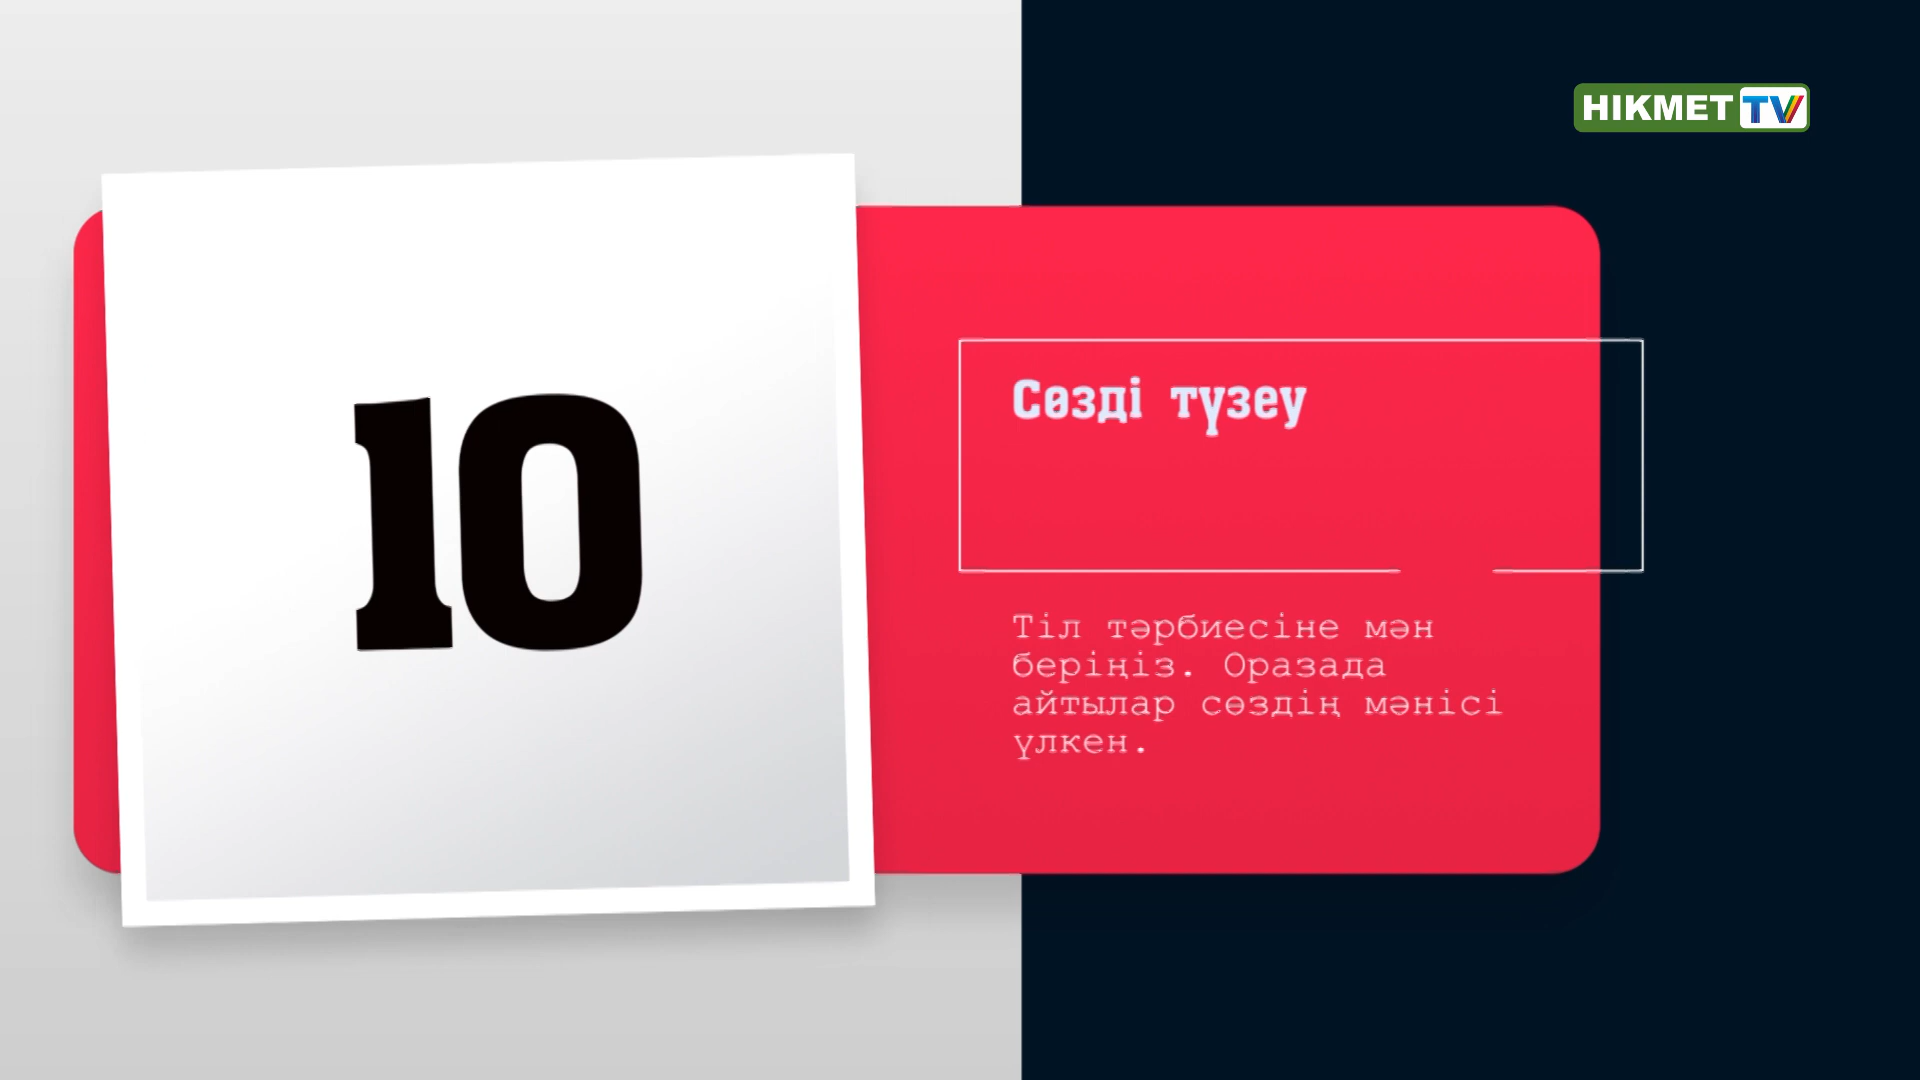 HIKMET TV
10
Сөзді түзеу
Тіл тәрбиесіне мән
беріңіз. Оразада
айтылар сөздің мәнісі
үлкен.